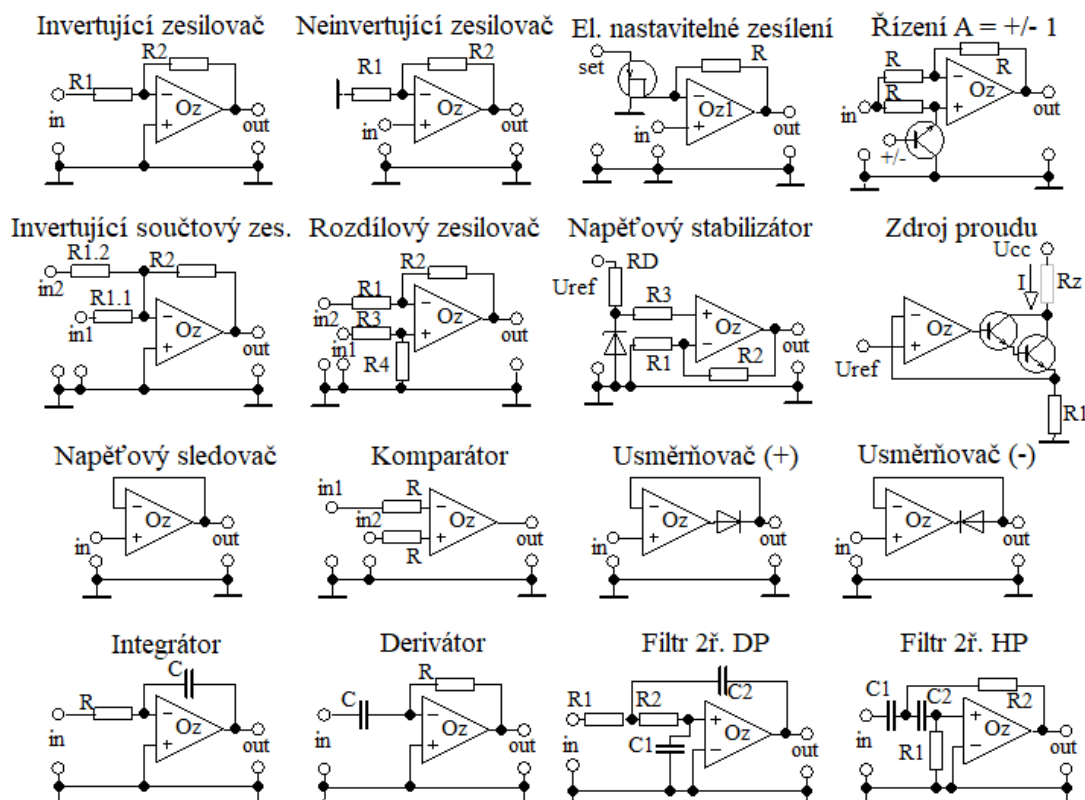 Invertující zesilovač
R2
R1
Oz
in
out
Neinvertující zesilovač
R1
R2
Oz
in
out
El. nastavitelné zesílení
set
R
Oz1
in
out
Řízení A = +/- 1
R
R
R
Oz
in
+/-
out
Invertující součtový zes.
R1.2
R2
in2
R1.1
in1
Oz
out
Rozdílový zesilovač
R2
R1
in2
R3
in1
R4
Oz
out
Napěťový stabilizátor
RD
Uref
R3
R1
Oz
R2
out
Zdroj proudu
Ucc
I
Rz
Oz
Uref
R1
Napěťový sledovač
Oz
in
out
Komparátor
in1
R
in2
R
Oz
out
Usměrňovač (+)
Oz
in
out
Usměrňovač (-)
Oz
in
out
Integrátor
C
R
Oz
in
out
Derivátor
R
C
Oz
in
out
Filtr 2ř. DP
R1
R2
C2
C1
Oz
in
out
Filtr 2ř. HP
C1
C2
R2
R1
Oz
in
out